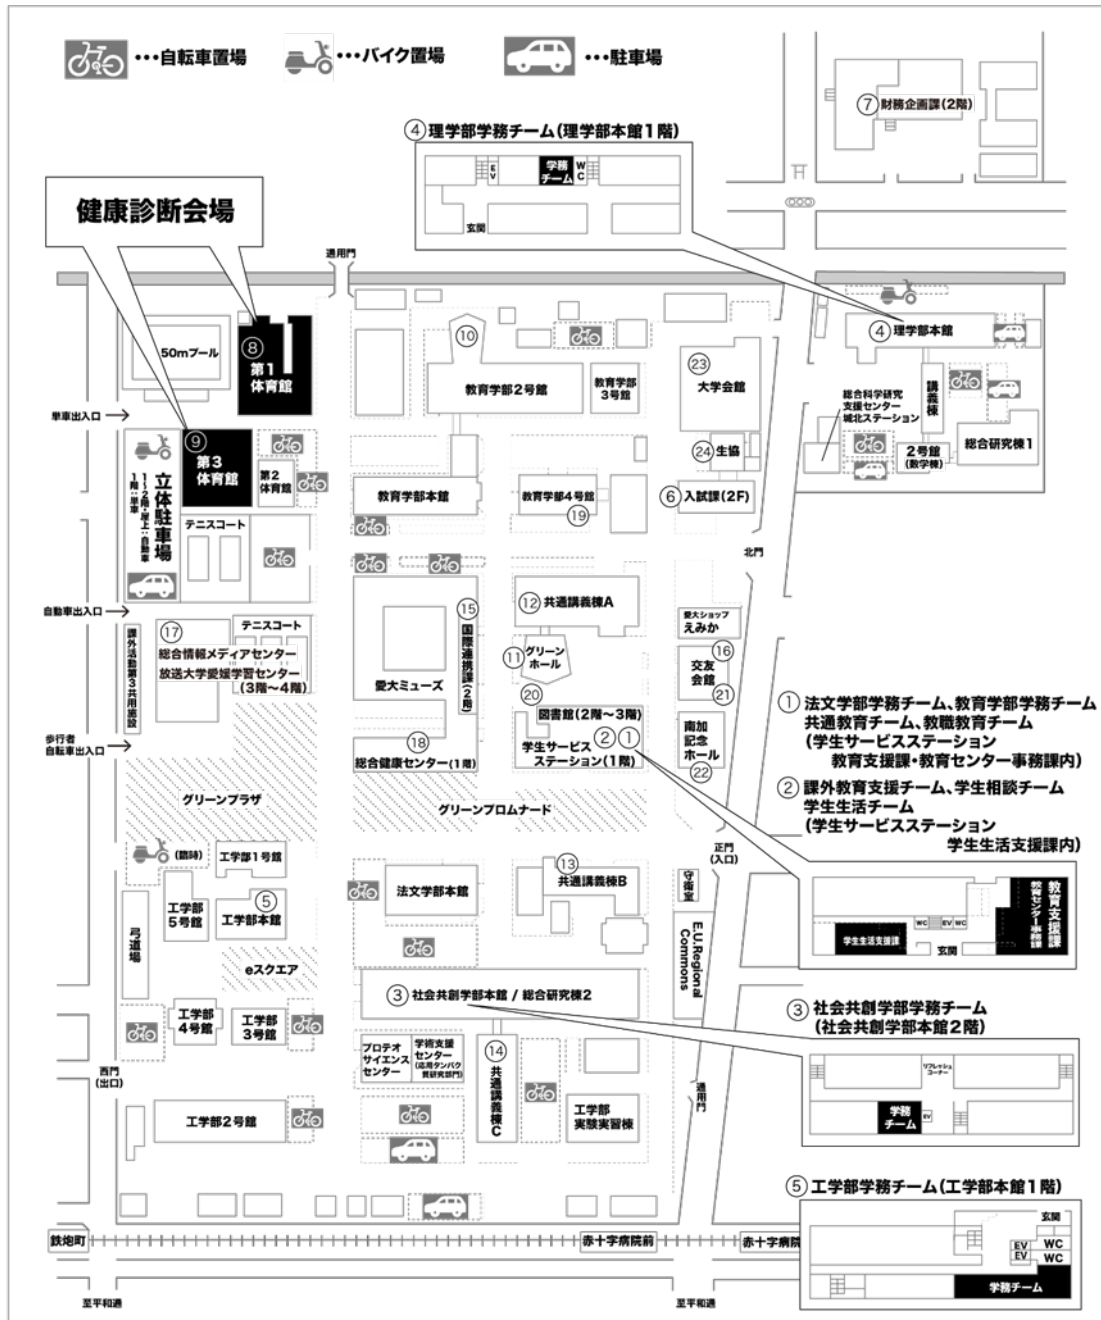 ・・・自転車置場
・・・バイク置場
・・・駐車場
⑦ 財務企画課(2階)
④ 理学部学務チーム(理学部本館1階)
EV
学務
チーム
WC
玄関
健康診断会場
通用門
50mプール
⑧
第1
体育館
⑩
教育学部2号館
教育学部
3号館
㉓
大学会館
④ 理学部本館
講義棟
総合科学研究
支援センター
城北ステーション
2号館
(数学棟)
総合研究棟1
単車出入口
⑨
第3
体育館
第2
体育館
立体駐車場
1～2階・屋上:自動車
1階:単車
教育学部本館
教育学部4号館
⑲
㉔ 生協
⑥ 入試課(2F)
テニスコート
北門
自動車出入口
⑰
総合情報メディアセンター
放送大学愛媛学習センター
(3階～4階)
テニスコート
課外活動第3共用施設
愛大ミューズ
⑮
国際連携課(2階)
⑫ 共通講義棟A
⑪
グリーン
ホール
愛大ショップ
えみか
⑯
交友
会館
㉑
⑳
図書館(2階～3階)
② ①
学生サービス
ステーション(1階)
南加
記念
ホール
㉒
⑱
総合健康センター(1階)
歩行者
自転車出入口
グリーンプラザ
グリーンプロムナード
① 法文学部学務チーム、教育学部学務チーム
共通教育チーム、教職教育チーム
(学生サービスステーション
教育支援課・教育センター事務課内)
② 課外教育支援チーム、学生相談チーム
学生生活チーム
(学生サービスステーション
学生生活支援課内)
正門
(入口)
守衛室
(臨時)
工学部1号館
工学部
5号館
⑤
工学部本館
弓道場
法文学部本館
⑬
共通講義棟B
E.U.Regional
Commons
学生生活支援課
WC
EV
WC
玄関
教育支援課
教育センター事務課
eスクエア
③ 社会共創学部本館 / 総合研究棟2
③ 社会共創学部学務チーム
(社会共創学部本館2階)
リフレッシュ
コーナー
学務
チーム
EV
工学部
4号館
工学部
3号館
プロテオ
サイエンス
センター
学術支援
センター
(応用タンパク
質研究部門)
⑭
共通講義棟C
工学部
実験実習棟
西門
(出口)
通用門
工学部2号館
⑤ 工学部学務チーム(工学部本館1階)
玄関
EV
EV
WC
WC
学務チーム
鉄炮町
赤十字病院前
赤十字病院
至平和通
至平和通